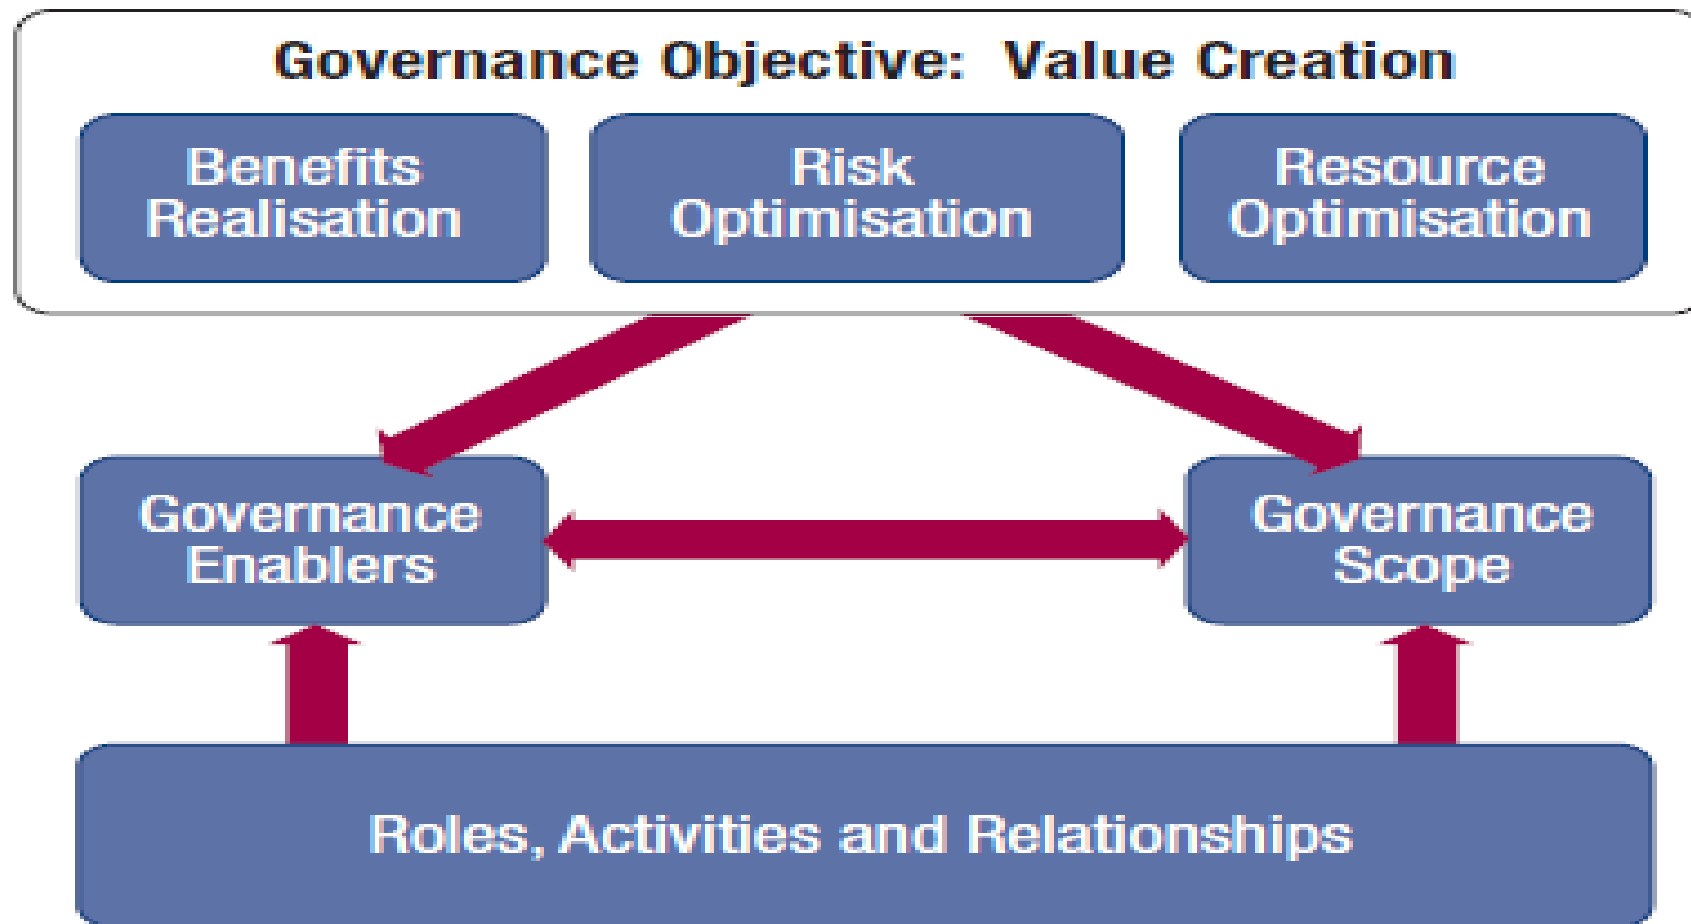 Governance Objective: Value Creation
Benefits
Realisation
Risk
Optimisation
Resource
Optimisation
Governance
Enablers
Governance
Scope
Roles, Activities and Relationships